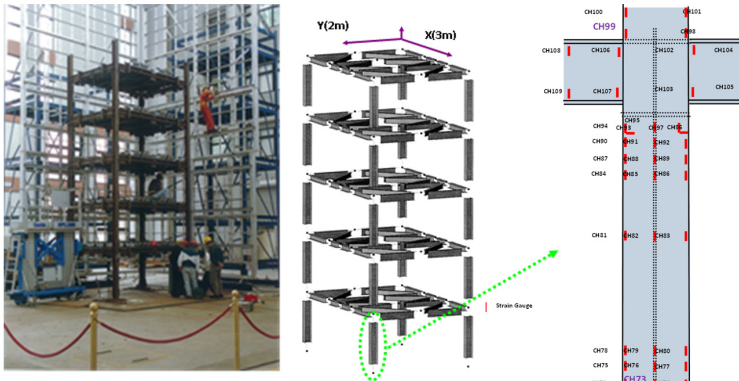 Y(2m)
X(3m)
Strain Gauge
CH100 CH101
CH99 CH98
CH108 CH106 CH102 CH104
CH109 CH107 CH103 CH105
CH95
CH94 CH93 CH97 CH96
CH90 CH91 CH92
CH87 CH88 CH89
CH84 CH85 CH86
CH81 CH82 CH83
CH78 CH79 CH80
CH75 CH76 CH77
CH73